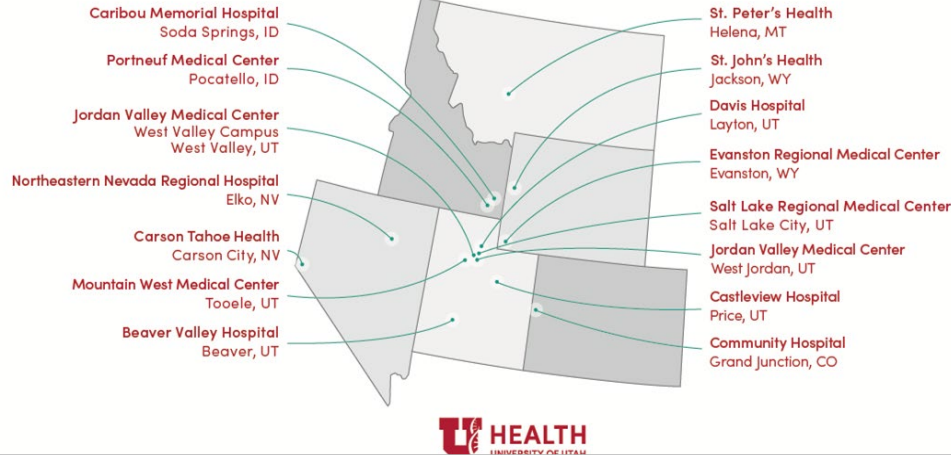 Caribou Memorial Hospital
Soda Springs, ID
Portneuf Medical Center
Pocatello, ID
Jordan Valley Medical Center
West Valley Campus
West Valley, UT
Northeastern Nevada Regional Hospital
Elko, NV
Carson Tahoe Health
Carson City, NV
Mountain West Medical Center
Tooele, UT
Beaver Valley Hospital
Beaver, UT
St. Peter's Health
Helena, MT
St. John's Health
Jackson, WY
Davis Hospital
Layton, UT
Evanston Regional Medical Center
Evanston, WY
Salt Lake Regional Medical Center
Salt Lake City, UT
Jordan Valley Medical Center
West Jordan, UT
Castleview Hospital
Price, UT
Community Hospital
Grand Junction, CO
U HEALTH
UNIVERSITY OF UTAH